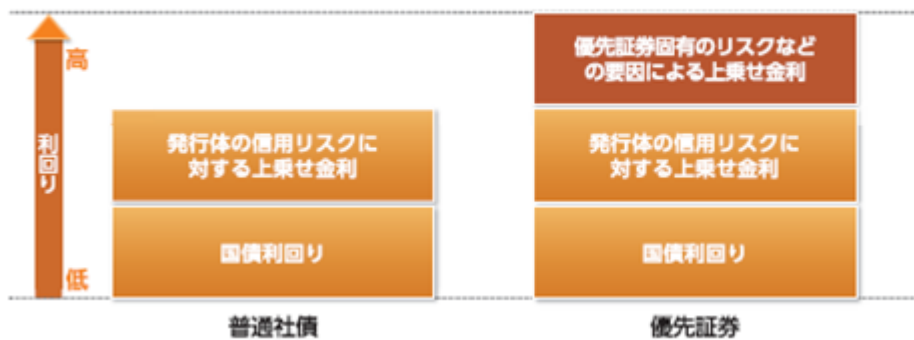 高
利回り
低
発行体の信用リスクに
対する上乗せ金利
国債利回り
普通社債
優先証券固有のリスクなど
の要因による上乗せ金利
発行体の信用リスクに
対する上乗せ金利
国債利回り
優先証券